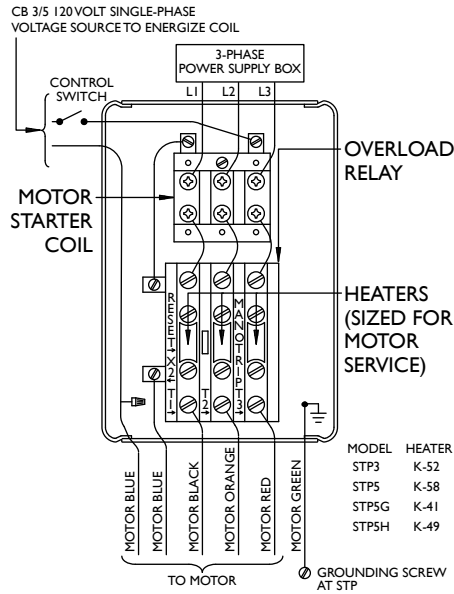 CB 3/5 120 VOLT SINGLE-PHASE
VOLTAGE SOURCE TO ENERGIZE COIL
3-PHASE
POWER SUPPLY BOX
L1 L2 L3
CONTROL
SWITCH
OVERLOAD
RELAY
MOTOR
STARTER
COIL
HEATERS
(SIZED FOR
MOTOR
SERVICE)
RESET
X2
T1
T2
MANOTRIP
T3
MODEL HEATER
STP3 K-52
STP5 K-58
STP5G K-41
STP5H K-49
MOTOR BLUE
MOTOR BLUE
MOTOR BLACK
MOTOR ORANGE
MOTOR RED
MOTOR GREEN
TO MOTOR
GROUNDING SCREW
AT STP